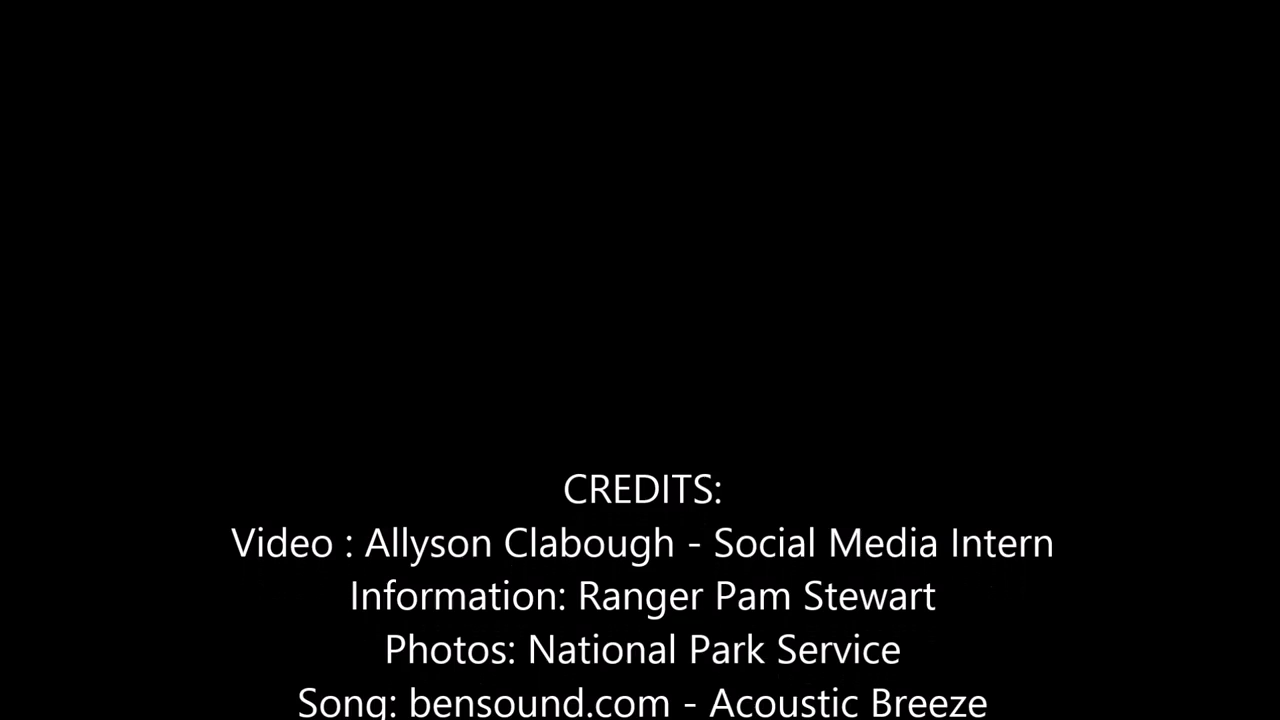 CREDITS:
Video : Allyson Clabough - Social Media Intern
Information: Ranger Pam Stewart
Photos: National Park Service
Song: bensound.com - Acoustic Breeze